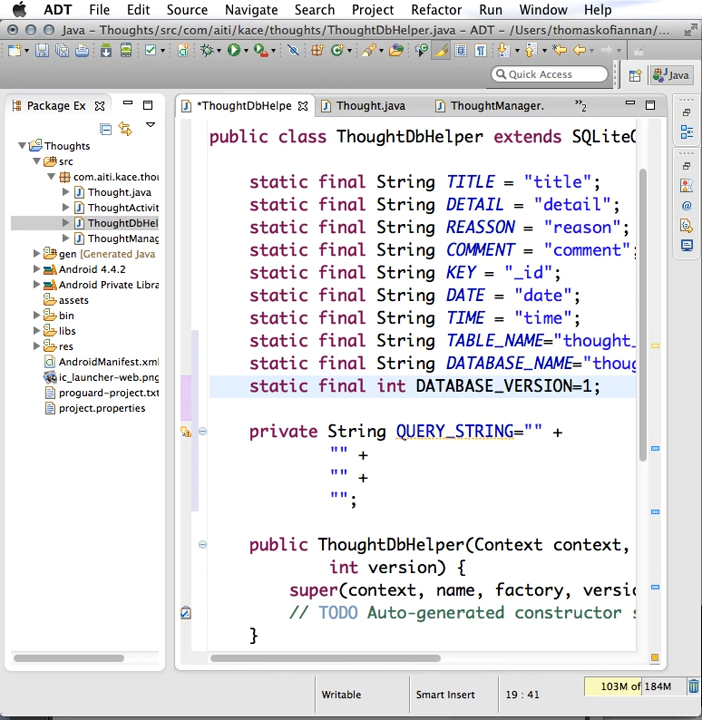 ADT File Edit Source Navigate Search Project Refactor Run Window Help
Java – Thoughts/src/com/aiti/kace/thoughts/ThoughtDbHelper.java – ADT – /Users/thomaskofiannan/...
Quick Access
Java
Package Ex
*ThoughtDbHelpe
Thought.java
ThoughtManager.
»2
Thoughts
src
com.aiti.kace.thou
Thought.java
ThoughtActivit
ThoughtDbHel
ThoughtManag
gen [Generated Java
Android 4.4.2
Android Private Libra
assets
bin
libs
res
AndroidManifest.xml
ic_launcher-web.png
proguard-project.txt
project.properties
public class ThoughtDbHelper extends SQLiteO
static final String TITLE = "title";
static final String DETAIL = "detail";
static final String REASSON = "reason";
static final String COMMENT = "comment";
static final String KEY = "_id";
static final String DATE = "date";
static final String TIME = "time";
static final String TABLE_NAME="thought_
static final String DATABASE_NAME="thoug
static final int DATABASE_VERSION=1;
private String QUERY_STRING="" +
"" +
"" +
"";
public ThoughtDbHelper(Context context,
int version) {
super(context, name, factory, versio
// TODO Auto-generated constructor s
}
Writable
Smart Insert
19 : 41
103M of 184M